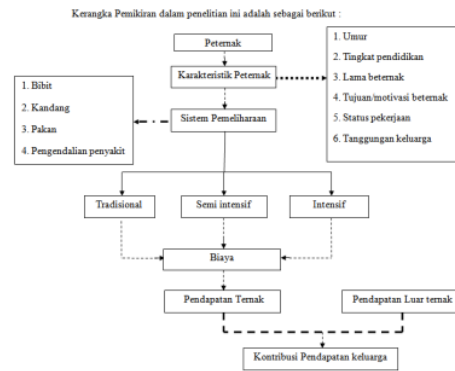 Kerangka Pemikiran dalam penelitian ini adalah sebagai berikut :
Peternak
Karakteristik Peternak
1. Umur
2. Tingkat pendidikan
3. Lama beternak
4. Tujuan/motivasi beternak
5. Status pekerjaan
6. Tanggungan keluarga
1. Bibit
2. Kandang
3. Pakan
4. Pengendalian penyakit
Sistem Pemeliharaan
Tradisional
Semi intensif
Intensif
Biaya
Pendapatan Ternak
Pendapatan Luar ternak
Kontribusi Pendapatan keluarga